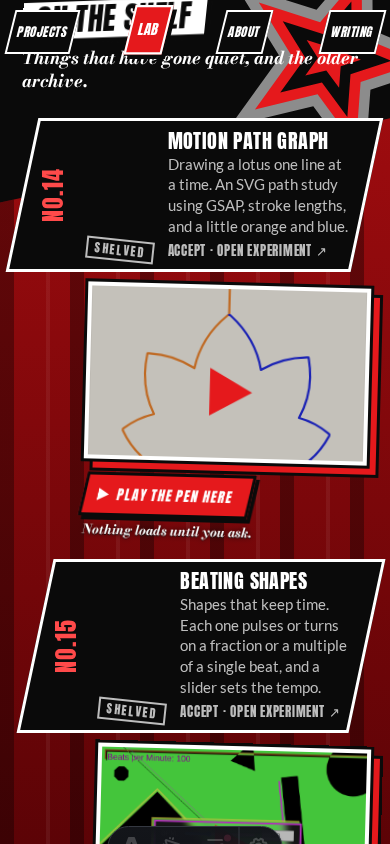 ON THE SHELF
PROJECTS
LAB
ABOUT
WRITING
Things that have gone quiet, and the older
archive.
NO.14
SHELVED
MOTION PATH GRAPH
Drawing a lotus one line at
a time. An SVG path study
using GSAP, stroke lengths,
and a little orange and blue.
ACCEPT · OPEN EXPERIMENT ↗
▶ PLAY THE PEN HERE
Nothing loads until you ask.
NO.15
SHELVED
BEATING SHAPES
Shapes that keep time.
Each one pulses or turns
on a fraction or a multiple
of a single beat, and a
slider sets the tempo.
ACCEPT · OPEN EXPERIMENT ↗
Beats per Minute: 100